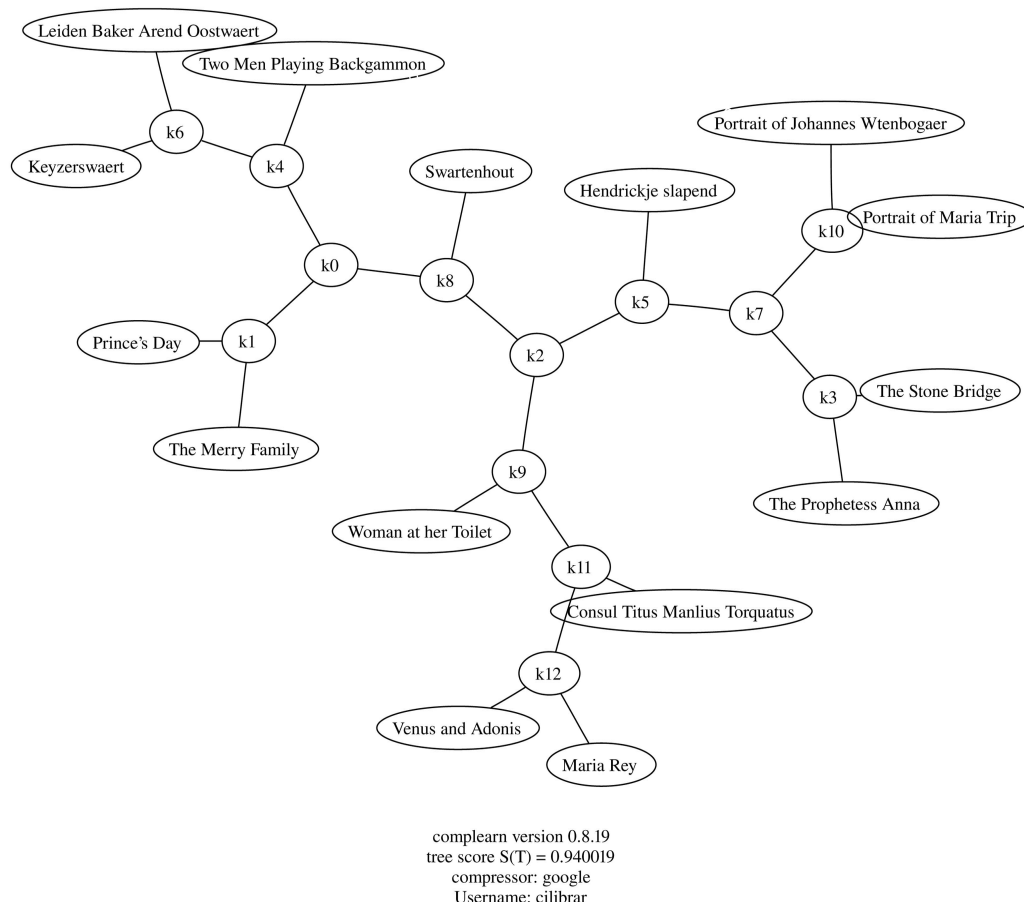 Leiden Baker Arend Oostwaert
Two Men Playing Backgammon
Portrait of Johannes Wtenbogaer
k6
Keyzerswaert
k4
Swartenhout
Hendrickje slapend
k10
Portrait of Maria Trip
k0
k8
k5
k7
Prince's Day
k1
k2
k3
The Stone Bridge
The Merry Family
k9
The Prophetess Anna
Woman at her Toilet
k11
Consul Titus Manlius Torquatus
k12
Venus and Adonis
Maria Rey
complearn version 0.8.19
tree score S(T) = 0.940019
compressor: google
Username: cilibrar